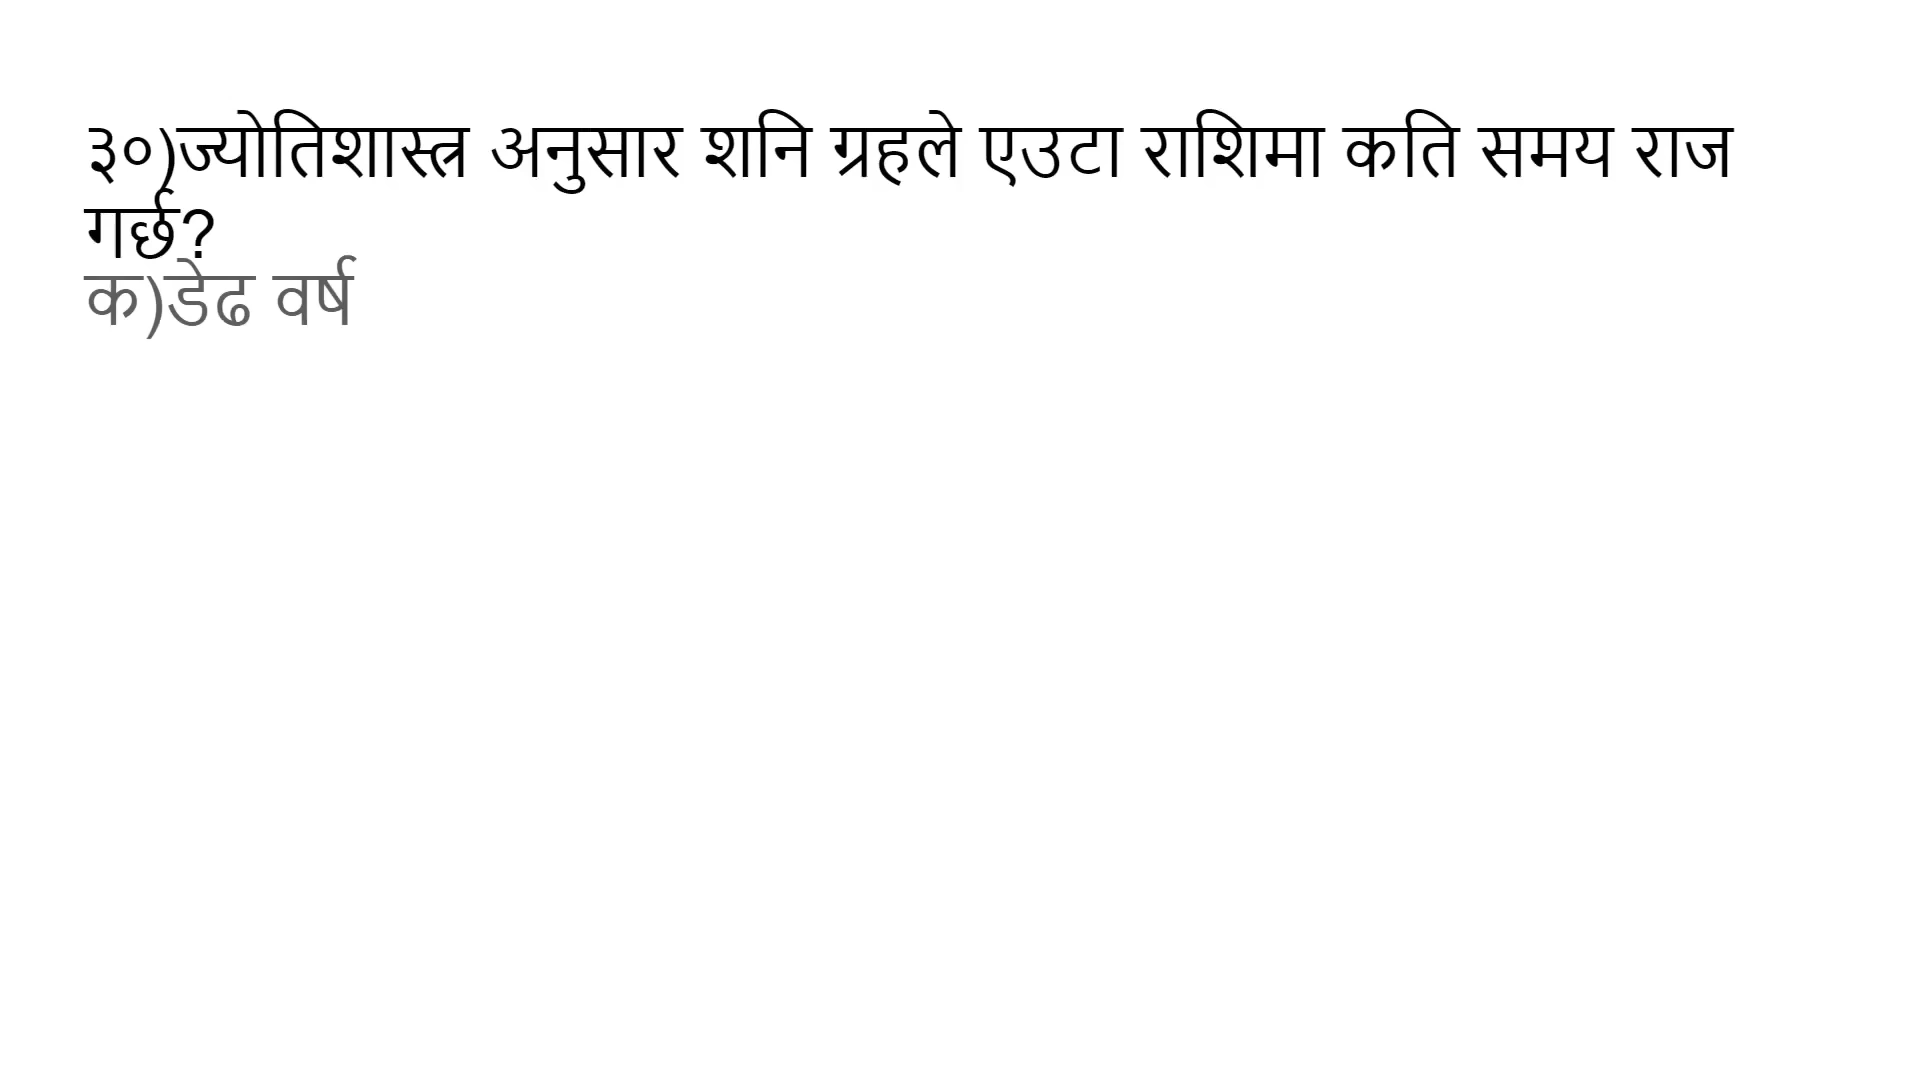 ३०)ज्योतिशास्त्र अनुसार शनि ग्रहले एउटा राशिमा कति समय राज
गर्छ?
क)डेढ वर्ष